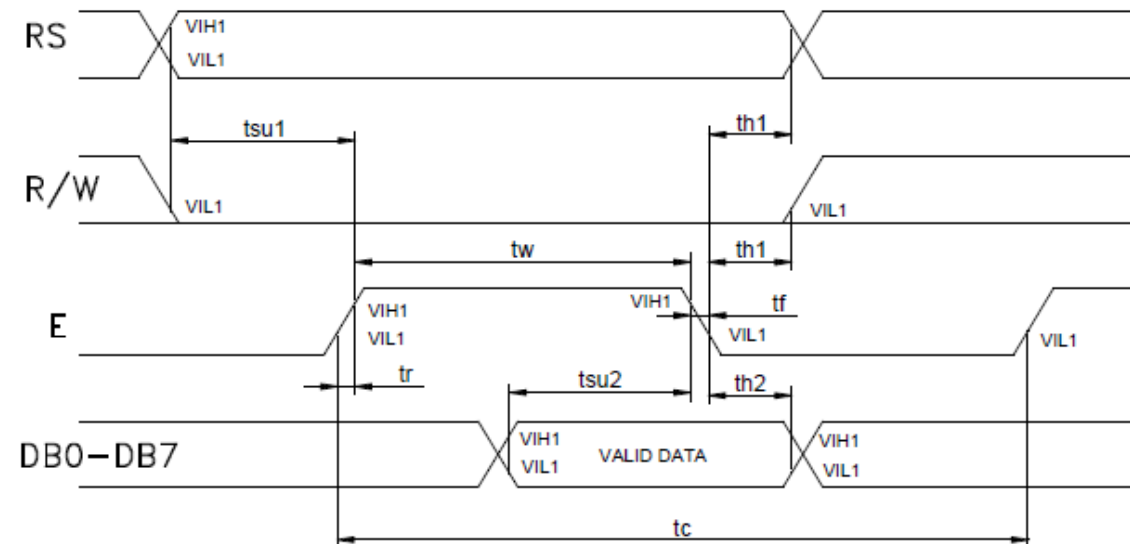 RS
VIH1
VIL1
tsu1
th1
R/W
VIL1
VIL1
tw
th1
E
VIH1
VIL1
VIH1
tf
VIL1
VIL1
tr
tsu2
th2
DB0-DB7
VIH1
VIL1
VALID DATA
VIH1
VIL1
tc